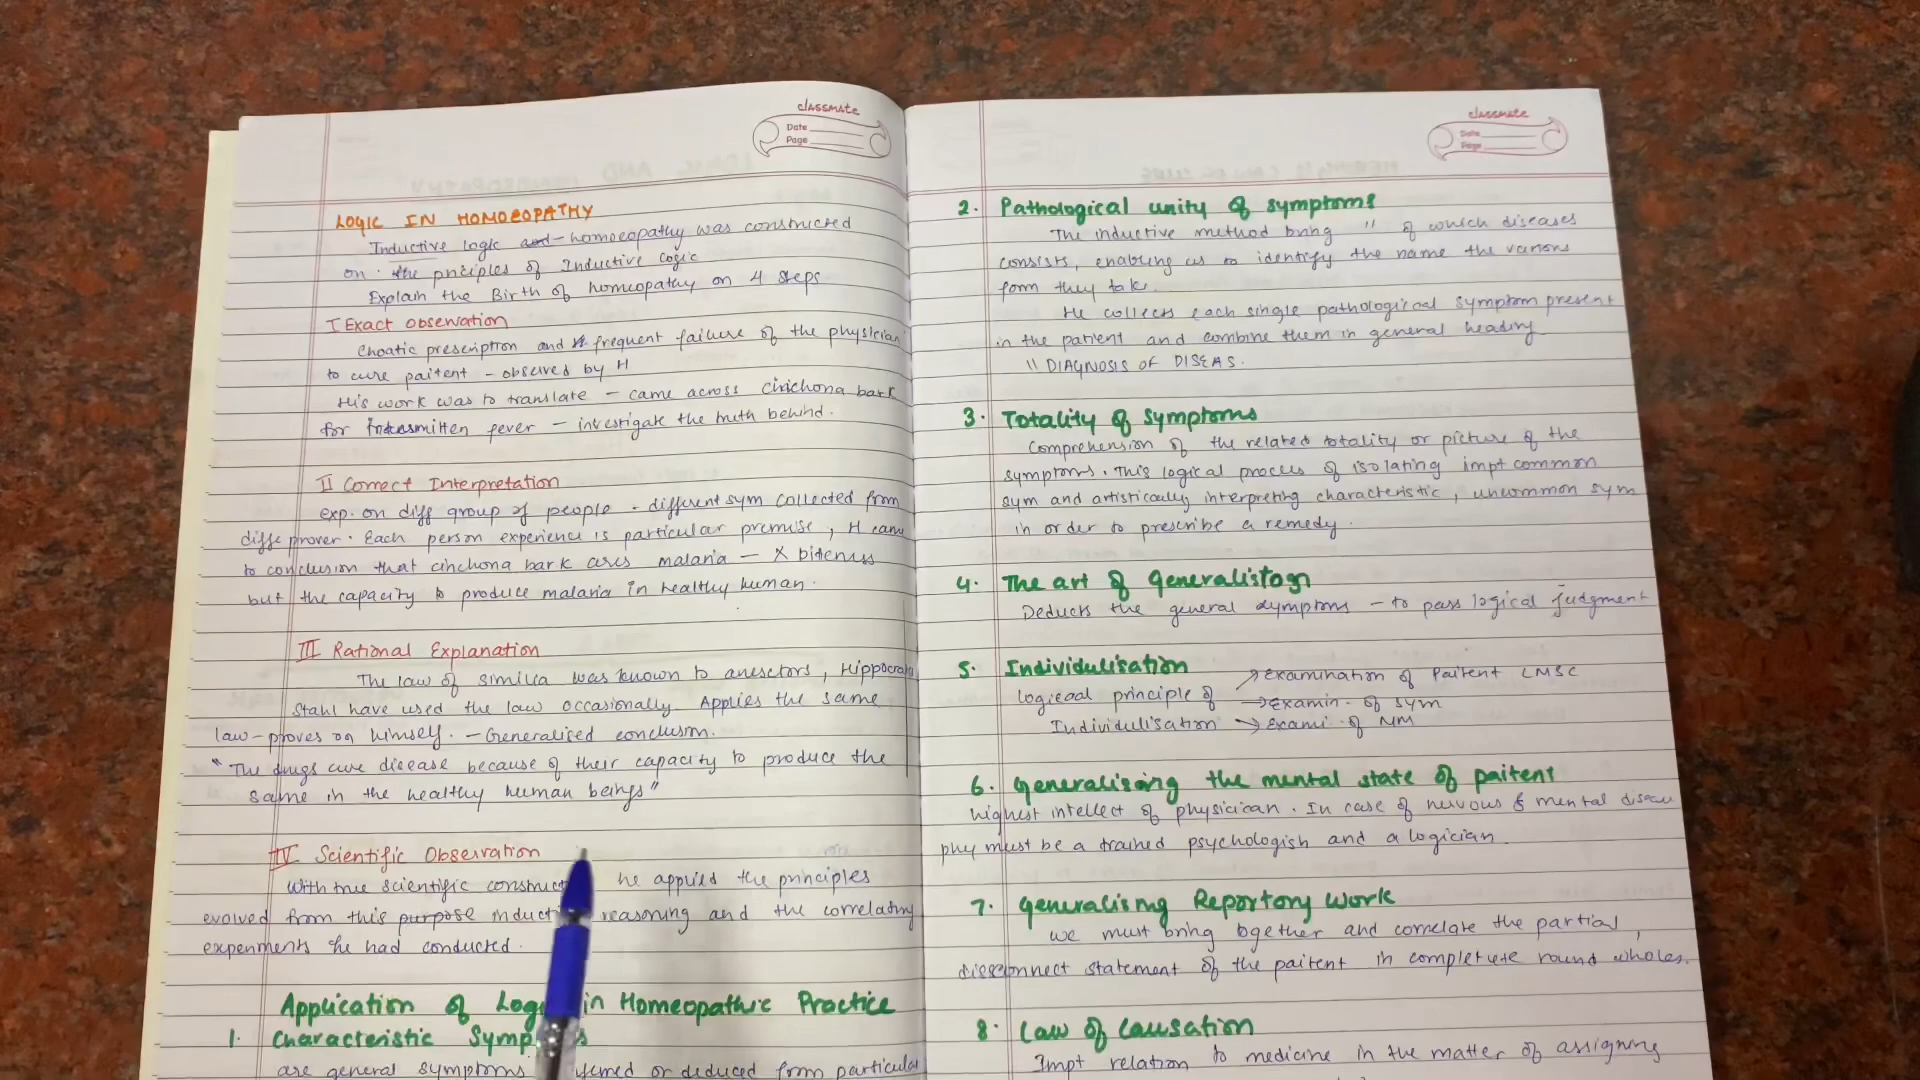 classmate
Date
Page
LOGIC IN HOMOEOPATHY
Inductive logic - homoeopathy was constructed
on the principles of Inductive Logic
Explain the Birth of homeopathy on 4 steps
I Exact observation
Choatic prescription and frequent failure of the physician
to cure paitent - observed by H
His work was to translate - came across cinchona bark
for fever - investigate the truth behind.
II Correct Interpretation
exp. on diff group of people - different sym collected from
diffe prover. Each person experience is particular premise, H came
to conclusion that cinchona bark cures malaria - X
but the capacity to produce malaria in healthy human.
III Rational Explanation
The law of similia was known to ancsctors, Hippocrate
Stahl have used the law occasionally. Applies the same
law - proves on himself. - Generalised conclusion.
"The drugs cure disease because of their capacity to produce the
same in the healthy human beings"
IV Scientific Observation
With true scientific he applied the principles
evolved from this purpose reasoning and the correlating
experiments he had conducted.
Application of in Homeopathic Practice
1. Characteristic
are general symptoms or deduced from particular
classmate
Date
Page
2. Pathological unity of symptoms
The inductive method bring " of which diseases
consists, enabling us to identify the name the various
form they take
He collects each single pathological symptom present
in the patient and combine them in general heading
" DIAGNOSIS OF DISEAS.
3. Totality of symptoms
Comprehension of the related totality or picture of the
symptoms. This logical process of isolating impt common
sym and artistically interpreting characteristic, uncommon sym
in order to prescribe a remedy.
4. The art of
Deducts the general symptoms - to pass logical judgment
5. Individulisation
→ Examination of Paitent LMSC
principle of → Examin. of sym
Individulisation → Exami. of MM
6. Generalising the mental state of paitent
highest intellect of physician. In case of nervous & mental
phy must be a trained and a logician
7. Generalising Reportory Work
we must bring together and correlate the partial,
statement of the paitent in round wholes.
8. Law of Causation
Impt relation to medicine in the matter of assigning